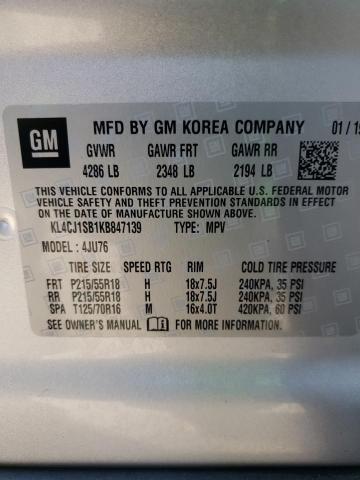 GM MFD BY GM KOREA COMPANY 01/19
GVWR GAWR FRT GAWR RR
4286 LB 2348 LB 2194 LB
THIS VEHICLE CONFORMS TO ALL APPLICABLE U.S. FEDERAL MOTOR
VEHICLE SAFETY AND THEFT PREVENTION STANDARDS IN EFFECT ON THE
DATE OF MANUFACTURE SHOWN ABOVE.
KL4CJ1SB1KB847139 TYPE: MPV
MODEL: 4JU76
TIRE SIZE SPEED RTG RIM COLD TIRE PRESSURE
FRT P215/55R18 H 18x7.5J 240KPA, 35 PSI
RR P215/55R18 H 18x7.5J 240KPA, 35 PSI
SPA T125/70R16 M 16x4.0T 420KPA, 60 PSI
SEE OWNER'S MANUAL FOR MORE INFORMATION.